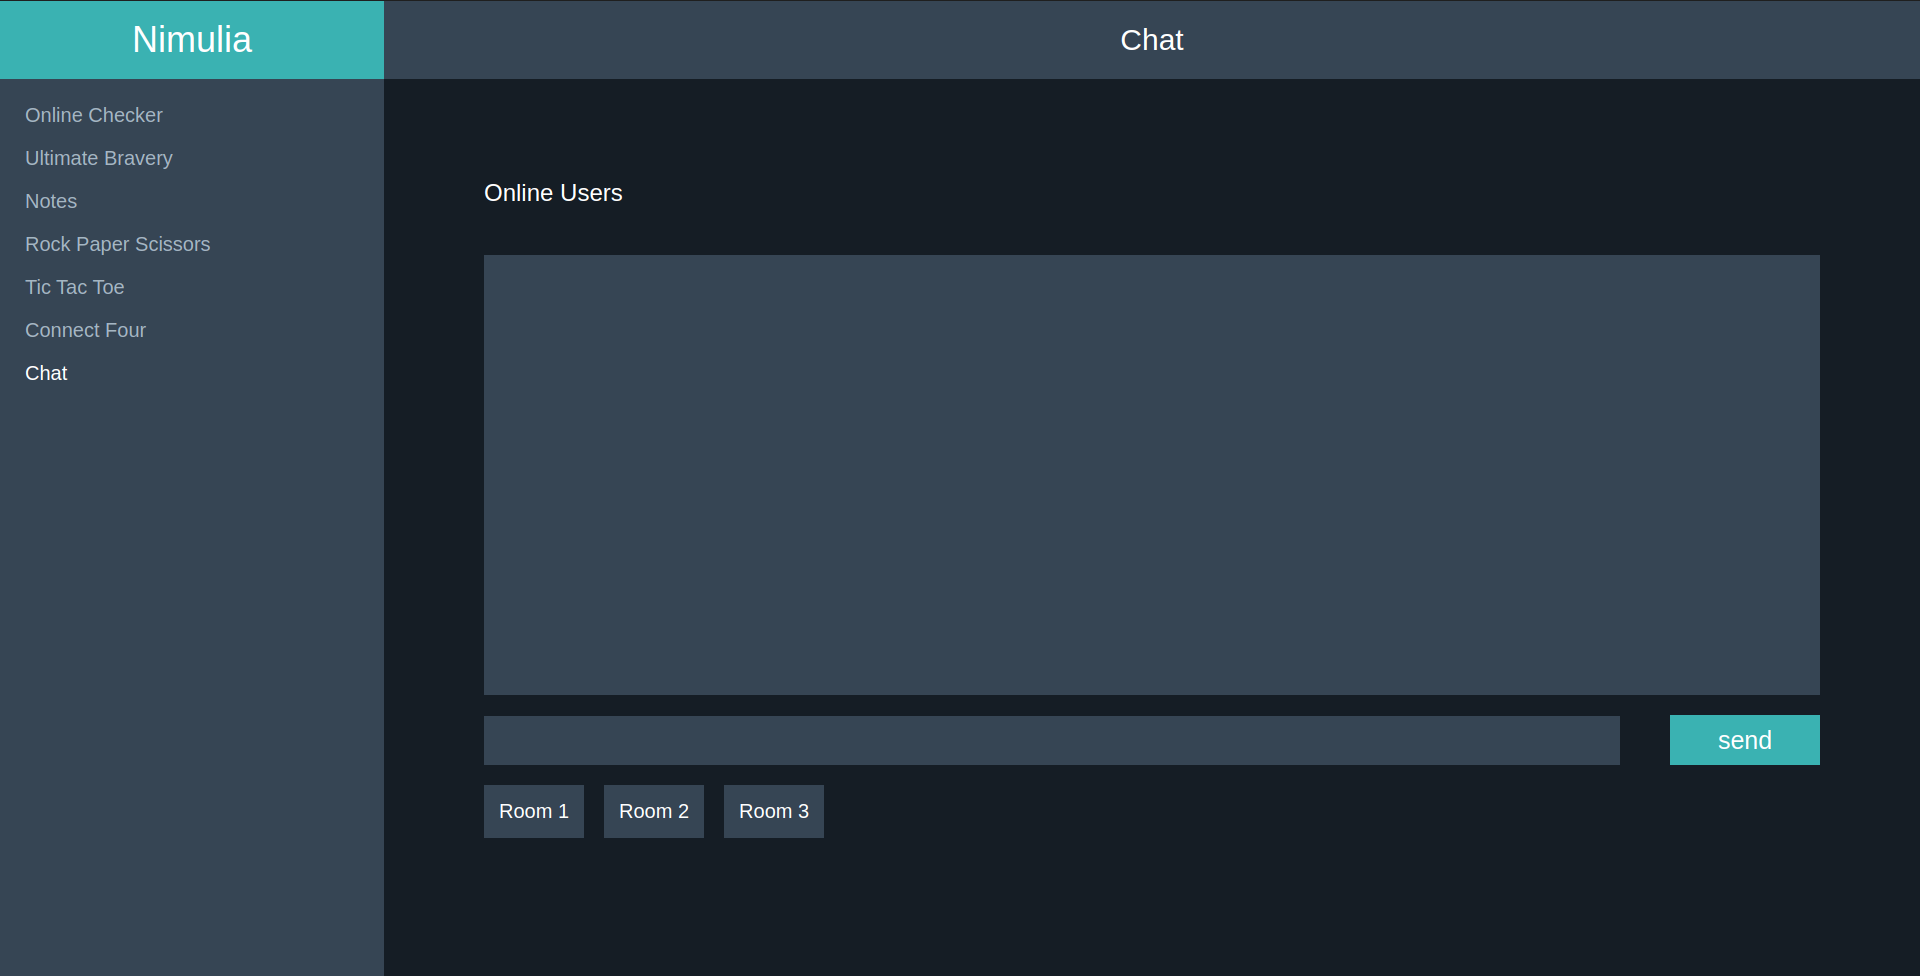 Nimulia
Chat
Online Checker
Ultimate Bravery
Notes
Rock Paper Scissors
Tic Tac Toe
Connect Four
Chat
Online Users
send
Room 1
Room 2
Room 3